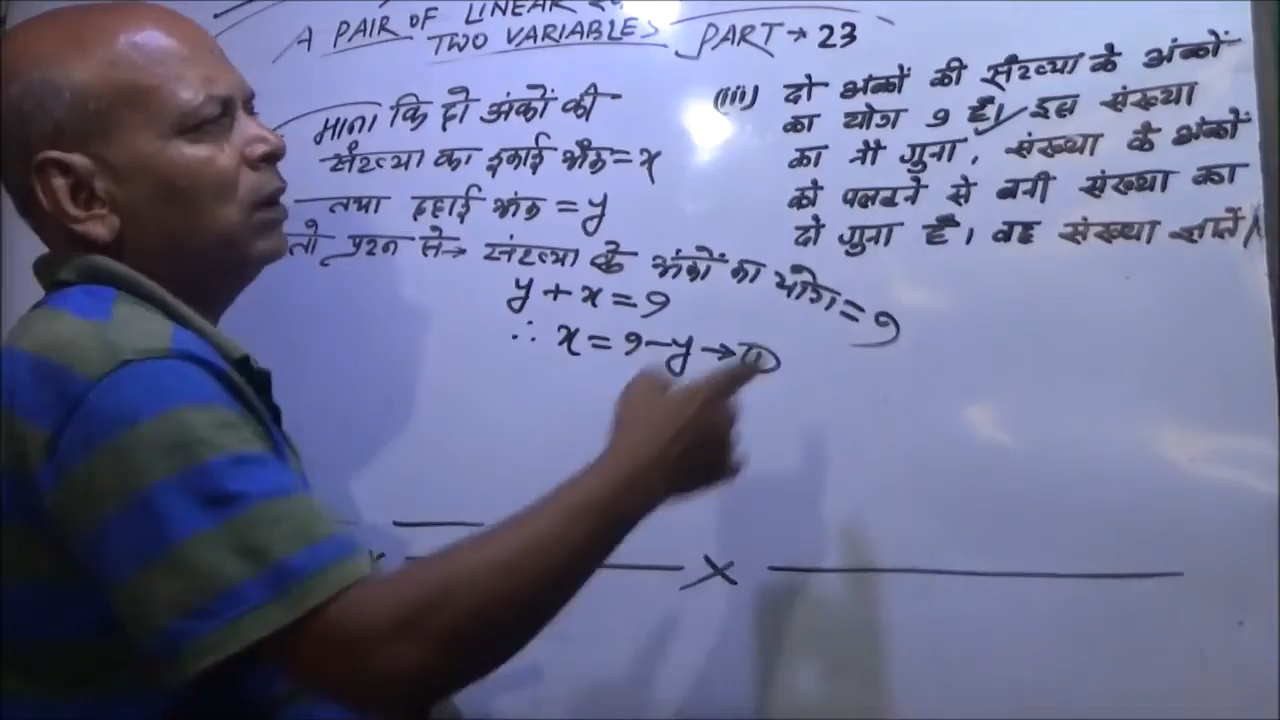 A PAIR OF LINEAR
TWO VARIABLES PART → 23
माना कि दो अंकों की
संख्या का इकाई अंक = x
तथा दहाई अंक = y
तो प्रश्न से → संख्या के अंकों का योग = 9
y + x = 9
∴ x = 9 - y →
(iii) दो अंकों की संख्या के अंकों
का योग 9 है। इस संख्या
का नौ गुना, संख्या के अंकों
को पलटने से बनी संख्या का
दो गुना है। वह संख्या ज्ञात